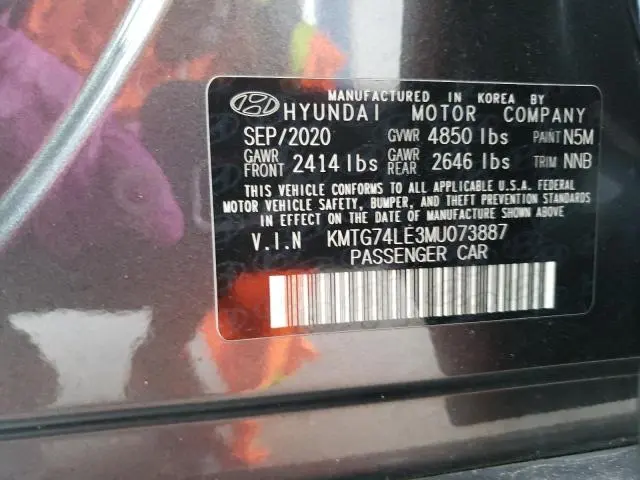 MANUFACTURED IN KOREA BY
HYUNDAI MOTOR COMPANY
SEP/2020 GVWR 4850 lbs PAINT N5M
GAWR FRONT 2414 lbs GAWR REAR 2646 lbs TRIM NNB
THIS VEHICLE CONFORMS TO ALL APPLICABLE U.S.A. FEDERAL
MOTOR VEHICLE SAFETY, BUMPER, AND THEFT PREVENTION STANDARDS
IN EFFECT ON THE DATE OF MANUFACTURE SHOWN ABOVE
V.I.N KMTG74LE3MU073887
PASSENGER CAR